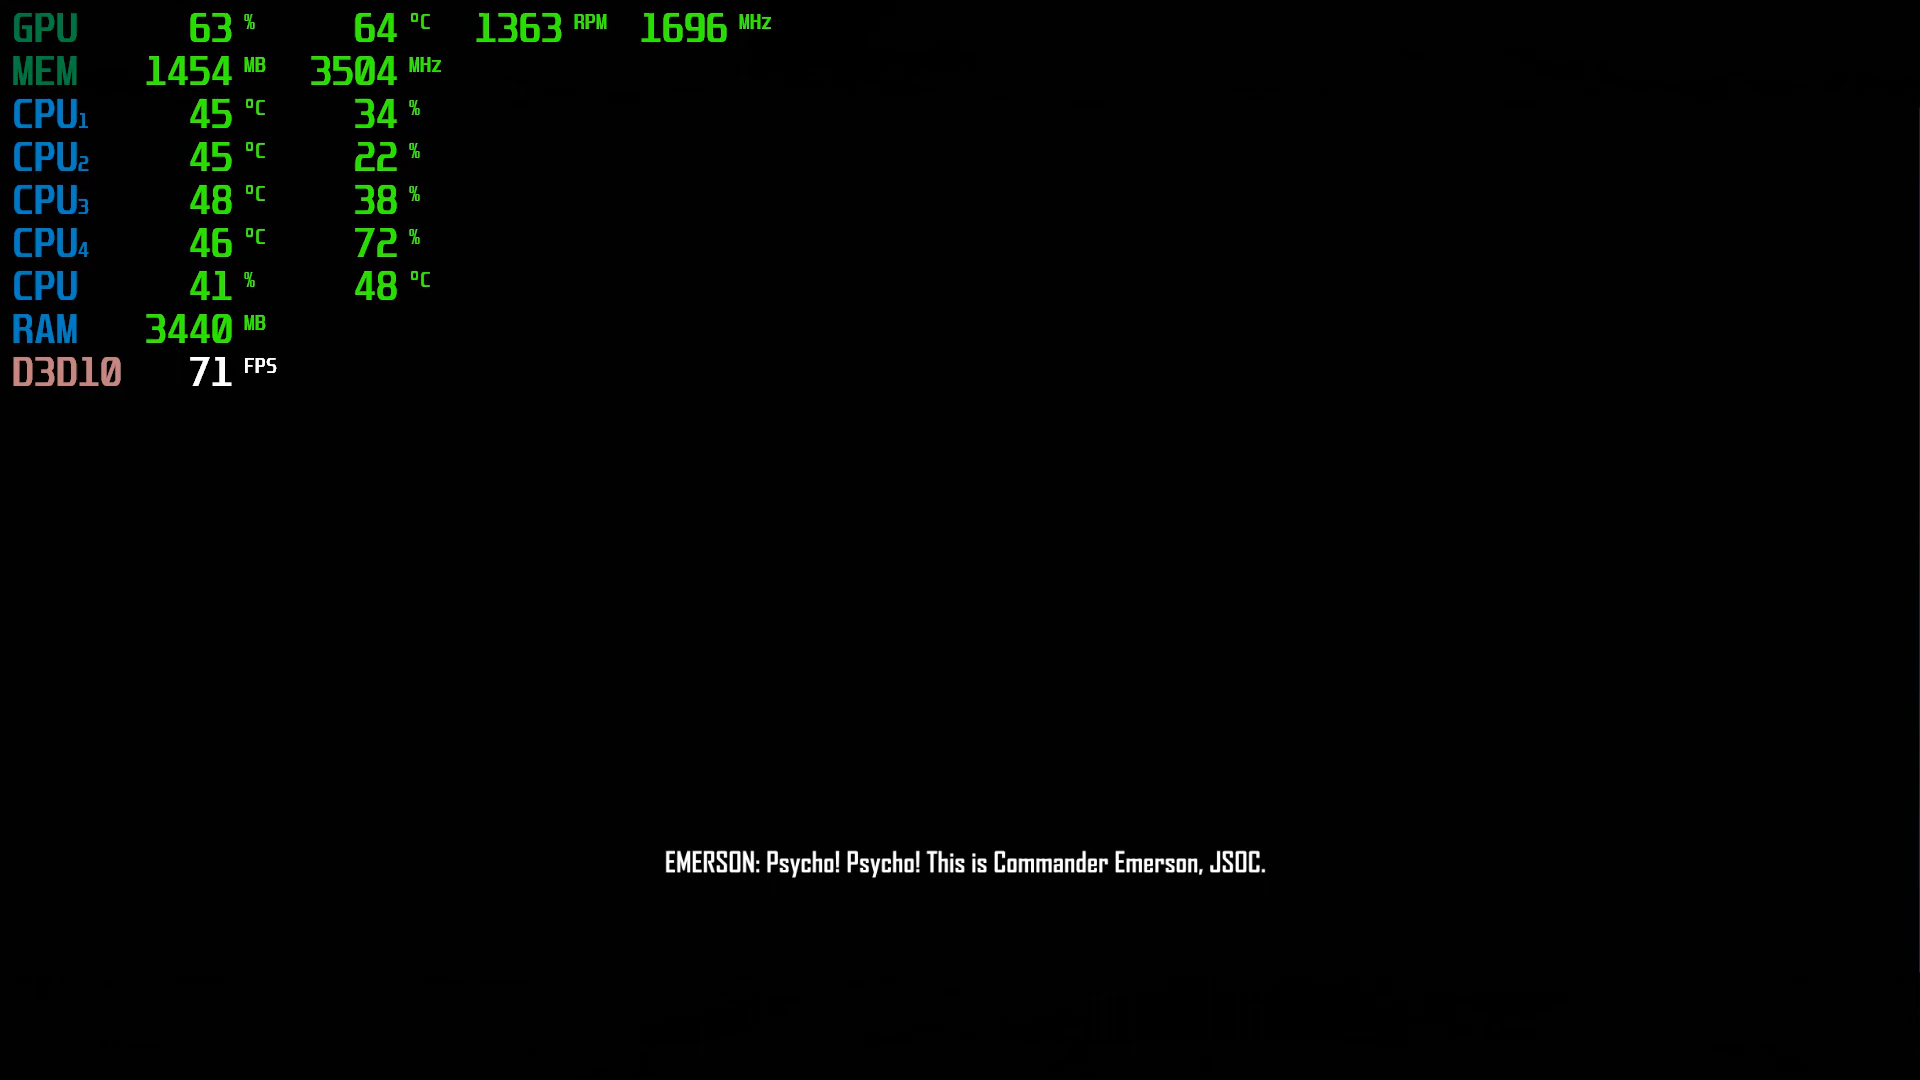 GPU 63 % 64 °C 1363 RPM 1696 MHz
MEM 1454 MB 3504 MHz
CPU1 45 °C 34 %
CPU2 45 °C 22 %
CPU3 48 °C 38 %
CPU4 46 °C 72 %
CPU 41 % 48 °C
RAM 3440 MB
D3D10 71 FPS
EMERSON: Psycho! Psycho! This is Commander Emerson, JSOC.